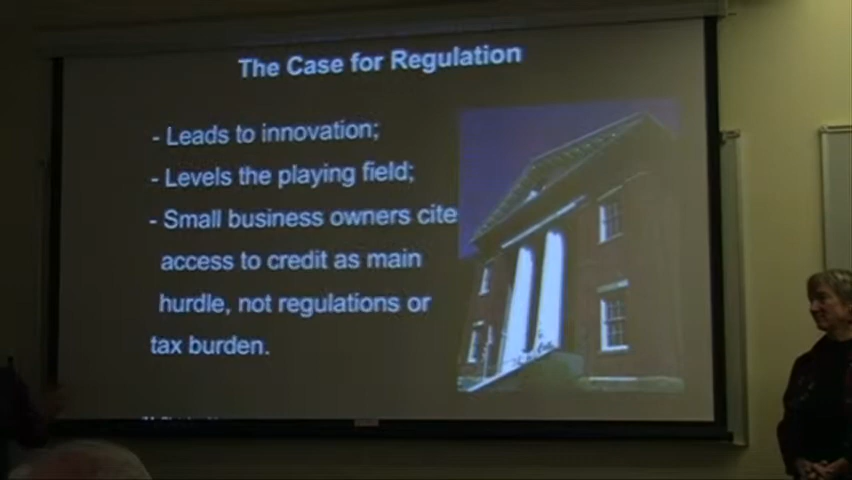 The Case for Regulation
- Leads to innovation;
- Levels the playing field;
- Small business owners cite
access to credit as main
hurdle, not regulations or
tax burden.